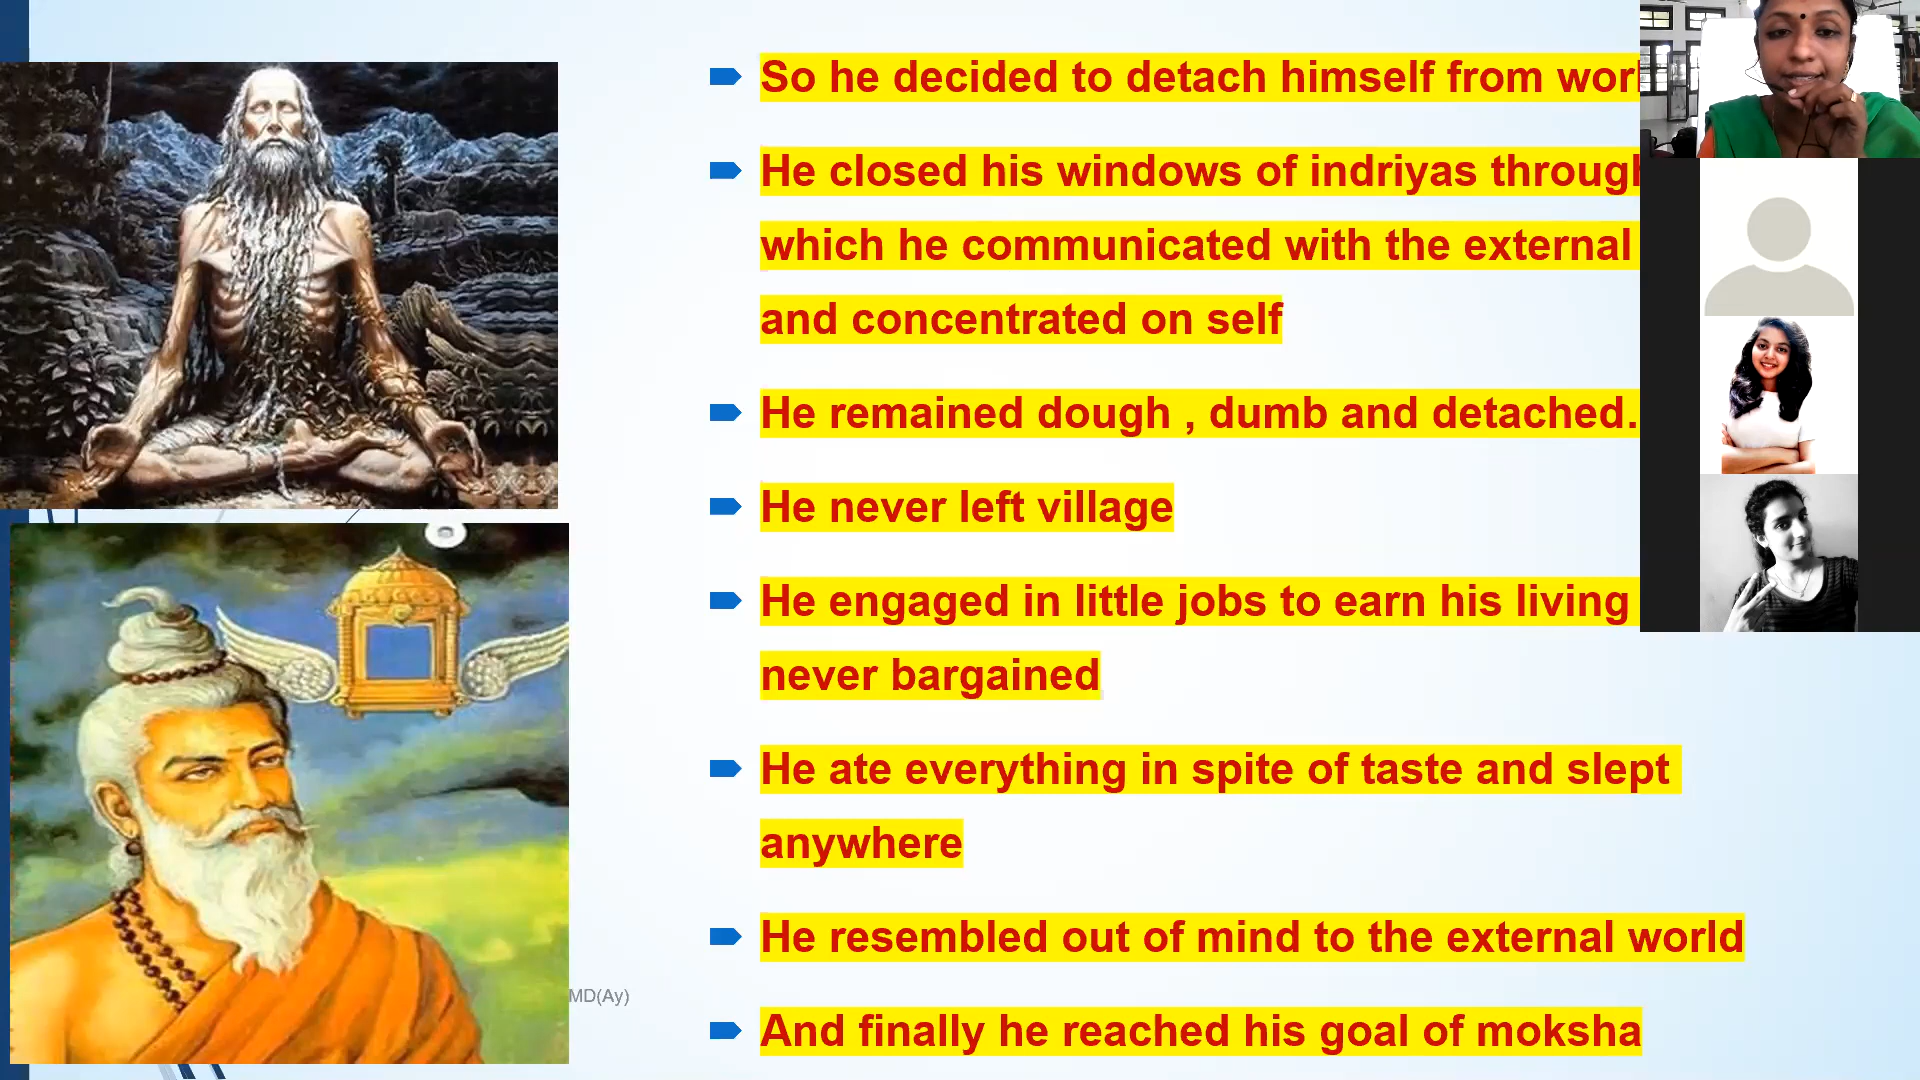 So he decided to detach himself from
He closed his windows of indriyas through
which he communicated with the external
and concentrated on self
He remained dough , dumb and detached.
He never left village
He engaged in little jobs to earn his living
never bargained
He ate everything in spite of taste and slept
anywhere
He resembled out of mind to the external world
And finally he reached his goal of moksha
MD(Ay)